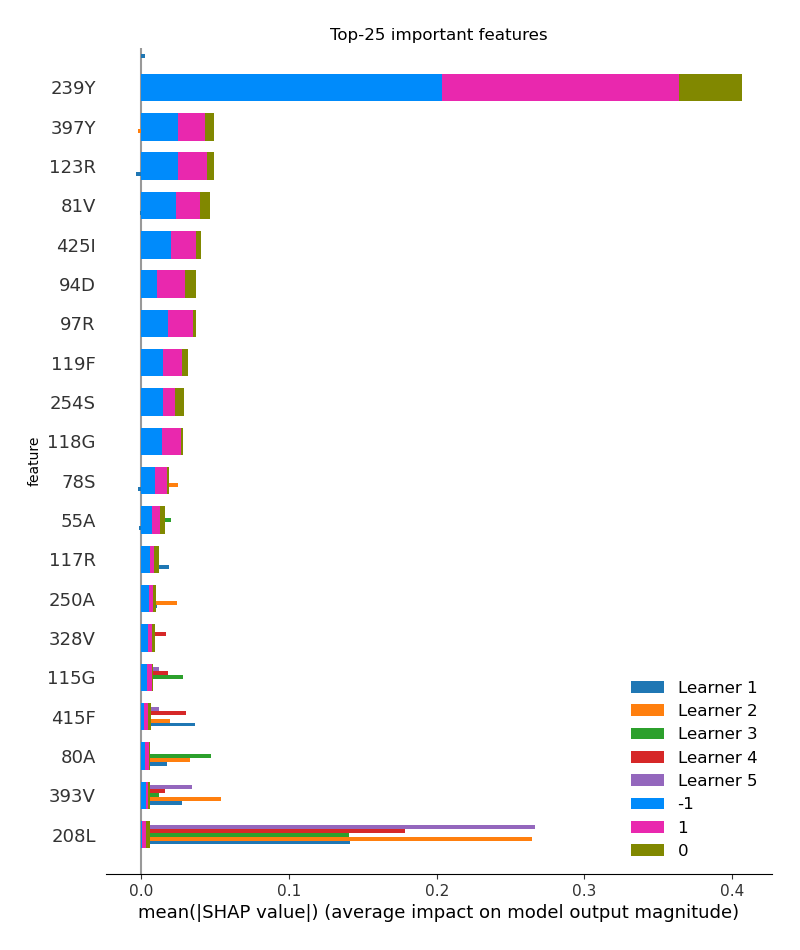 Top-25 important features
239Y
397Y
123R
81V
425I
94D
97R
119F
254S
118G
78S
55A
117R
250A
328V
115G
415F
80A
393V
208L
feature
Learner 1
Learner 2
Learner 3
Learner 4
Learner 5
-1
1
0
0.0 0.1 0.2 0.3 0.4
mean(|SHAP value|) (average impact on model output magnitude)